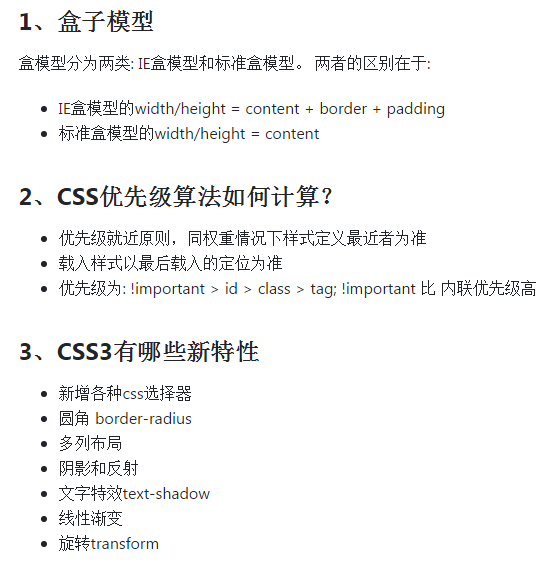 1、盒子模型
盒模型分为两类: IE盒模型和标准盒模型。 两者的区别在于:
IE盒模型的width/height = content + border + padding
标准盒模型的width/height = content
2、CSS优先级算法如何计算？
优先级就近原则，同权重情况下样式定义最近者为准
载入样式以最后载入的定位为准
优先级为: !important > id > class > tag; !important 比 内联优先级高
3、CSS3有哪些新特性
新增各种css选择器
圆角 border-radius
多列布局
阴影和反射
文字特效text-shadow
线性渐变
旋转transform